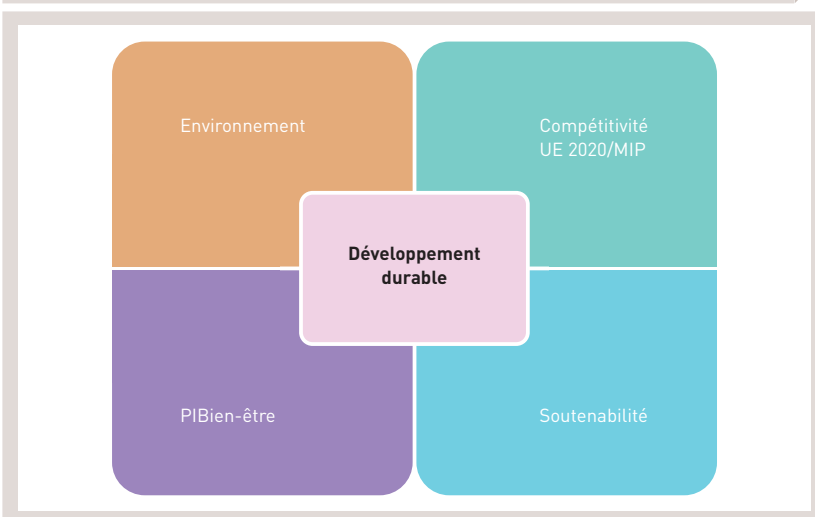 Environnement
Compétitivité
UE 2020/MIP
Développement
durable
PIBien-être
Soutenabilité